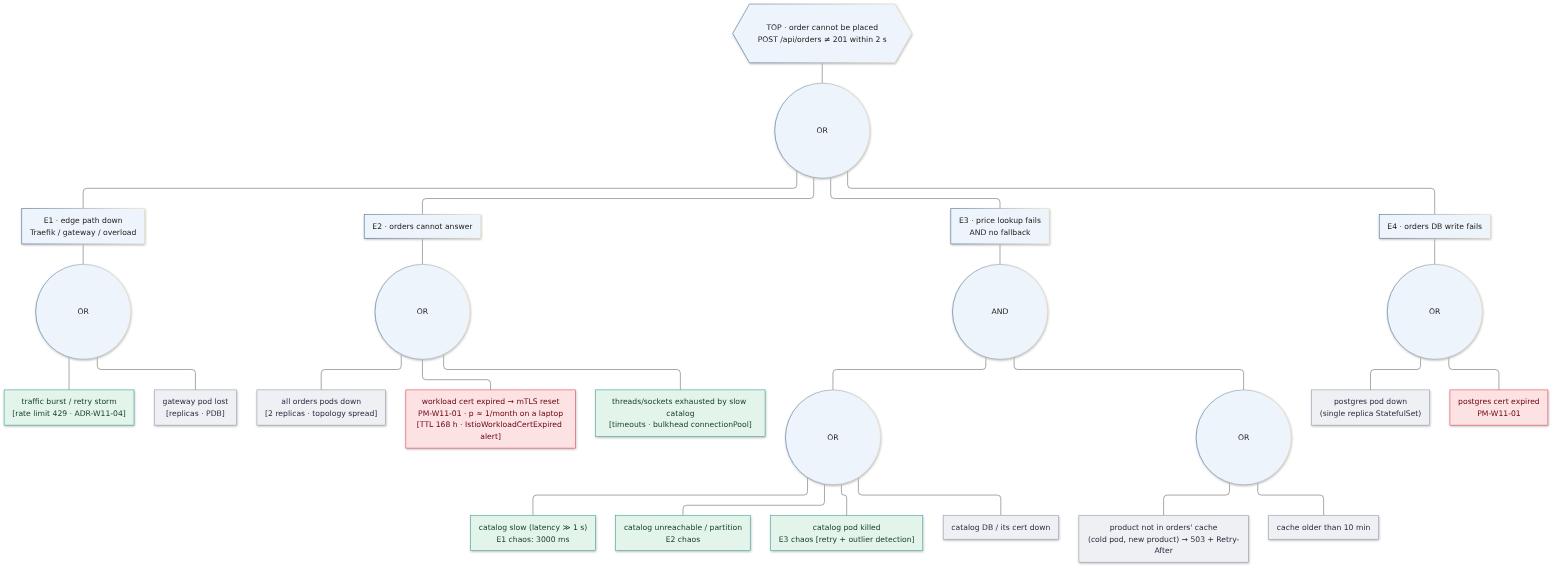 TOP · order cannot be placed
POST /api/orders ≠ 201 within 2 s
OR
E1 · edge path down
Traefik / gateway / overload
E2 · orders cannot answer
E3 · price lookup fails
AND no fallback
E4 · orders DB write fails
OR
OR
AND
OR
traffic burst / retry storm
[rate limit 429 · ADR-W11-04]
gateway pod lost
[replicas · PDB]
all orders pods down
[2 replicas · topology spread]
workload cert expired → mTLS reset
PM-W11-01 · p ≈ 1/month on a laptop
[TTL 168 h · IstioWorkloadCertExpired
alert]
threads/sockets exhausted by slow
catalog
[timeouts · bulkhead connectionPool]
postgres pod down
(single replica StatefulSet)
postgres cert expired
PM-W11-01
OR
OR
catalog slow (latency ≫ 1 s)
E1 chaos: 3000 ms
catalog unreachable / partition
E2 chaos
catalog pod killed
E3 chaos [retry + outlier detection]
catalog DB / its cert down
product not in orders' cache
(cold pod, new product) → 503 + Retry-
After
cache older than 10 min